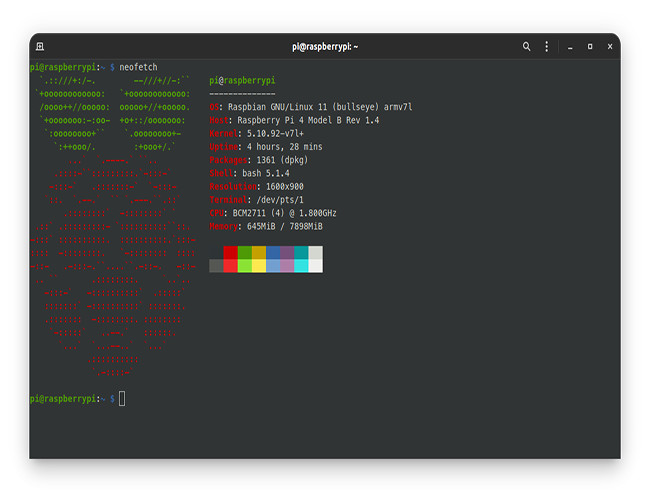 pi@raspberrypi: ~
pi@raspberrypi:~ $ neofetch
pi@raspberrypi
--------------
OS: Raspbian GNU/Linux 11 (bullseye) armv7l
Host: Raspberry Pi 4 Model B Rev 1.4
Kernel: 5.10.92-v7l+
Uptime: 4 hours, 28 mins
Packages: 1361 (dpkg)
Shell: bash 5.1.4
Resolution: 1600x900
Terminal: /dev/pts/1
CPU: BCM2711 (4) @ 1.800GHz
Memory: 645MiB / 7898MiB
pi@raspberrypi:~ $